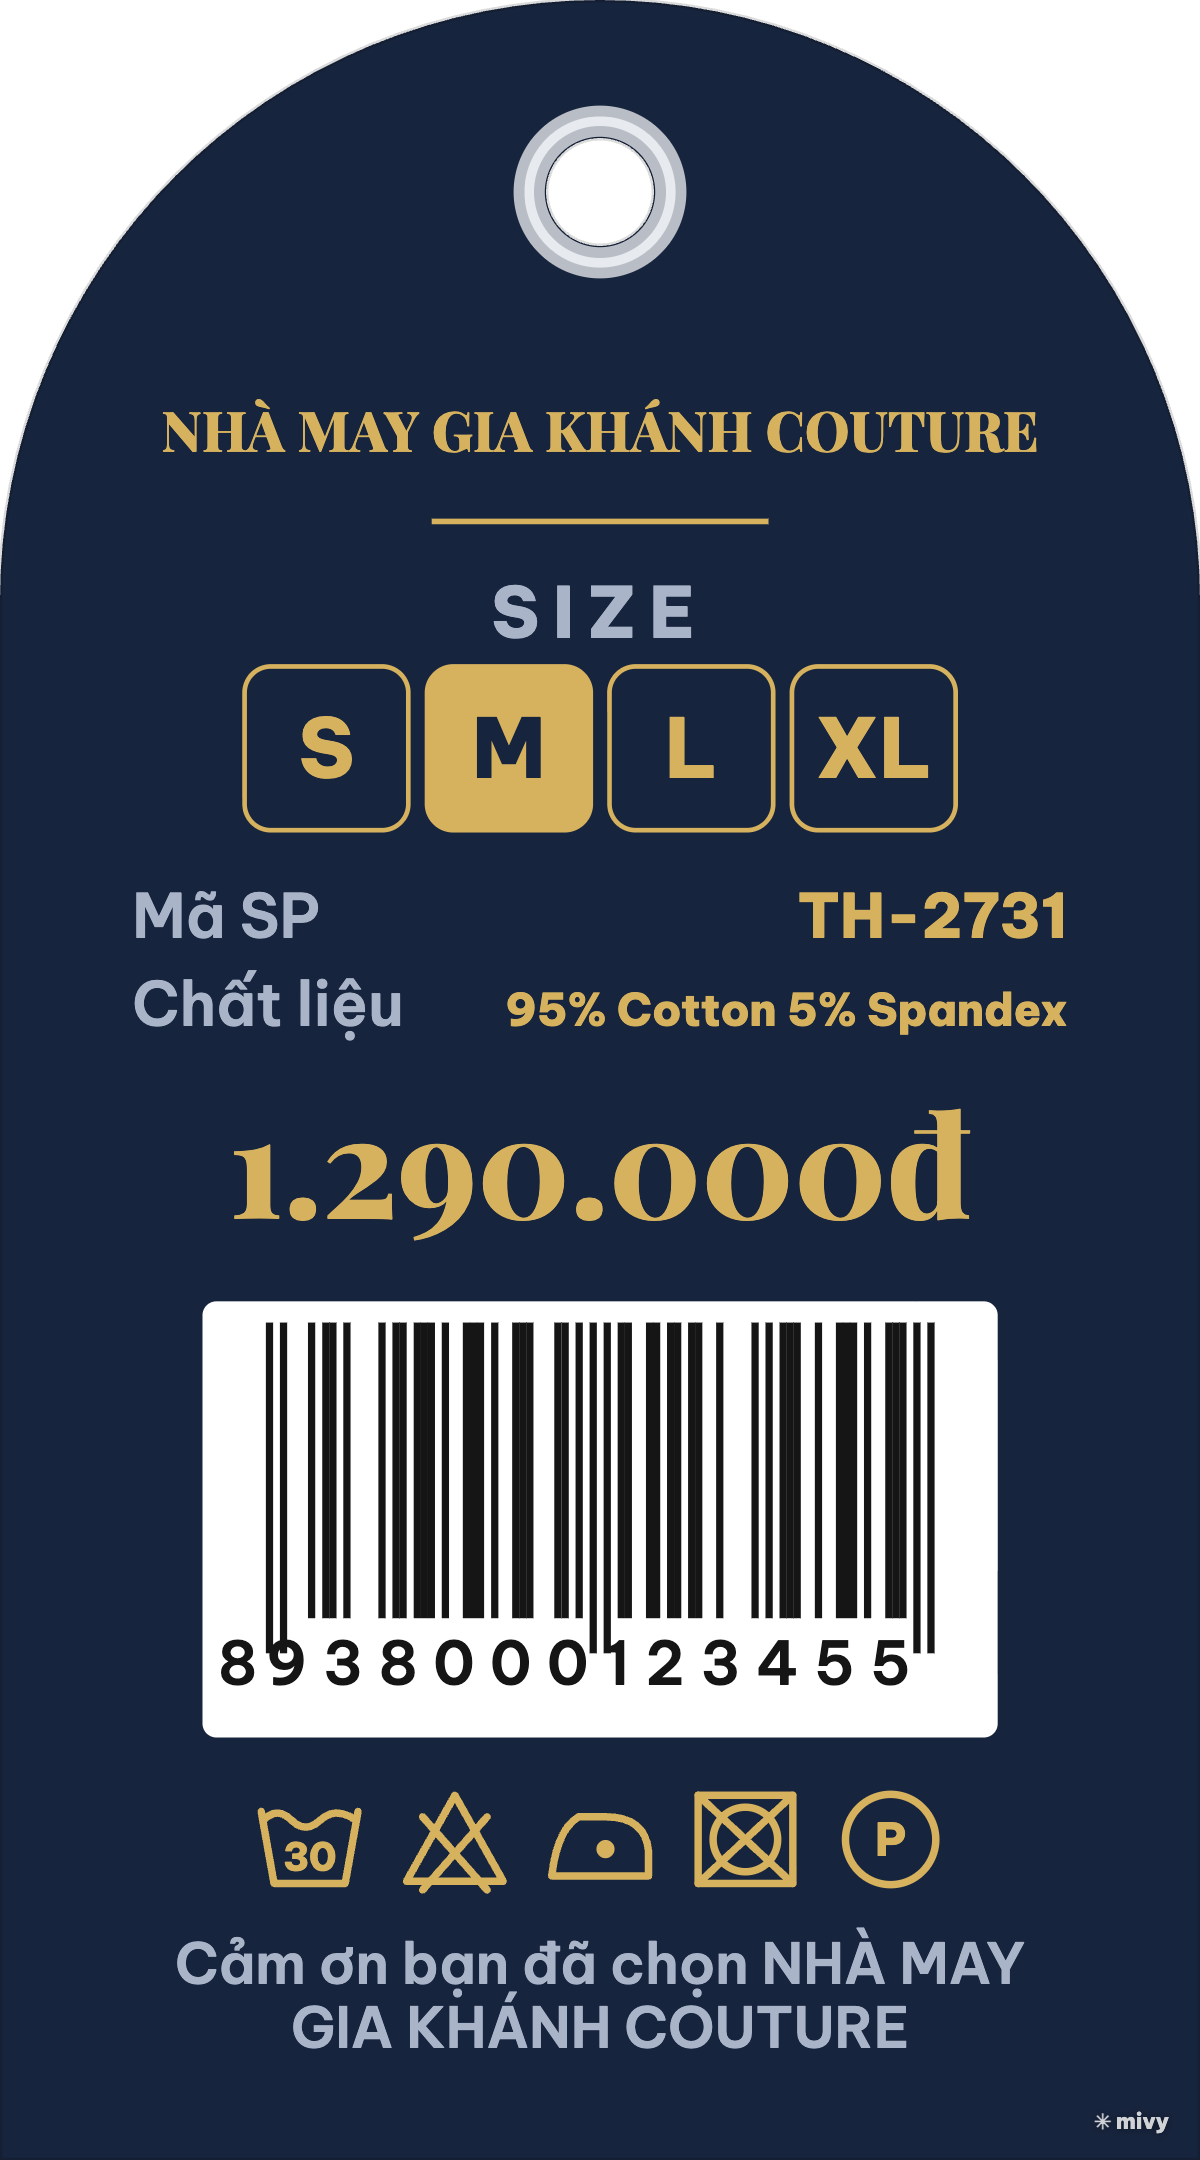 NHÀ MAY GIA KHÁNH COUTURE
SIZE
S M L XL
Mã SP TH-2731
Chất liệu 95% Cotton 5% Spandex
1.290.000đ
8938000123455
30 P
Cảm ơn bạn đã chọn NHÀ MAY
GIA KHÁNH COUTURE
mivy